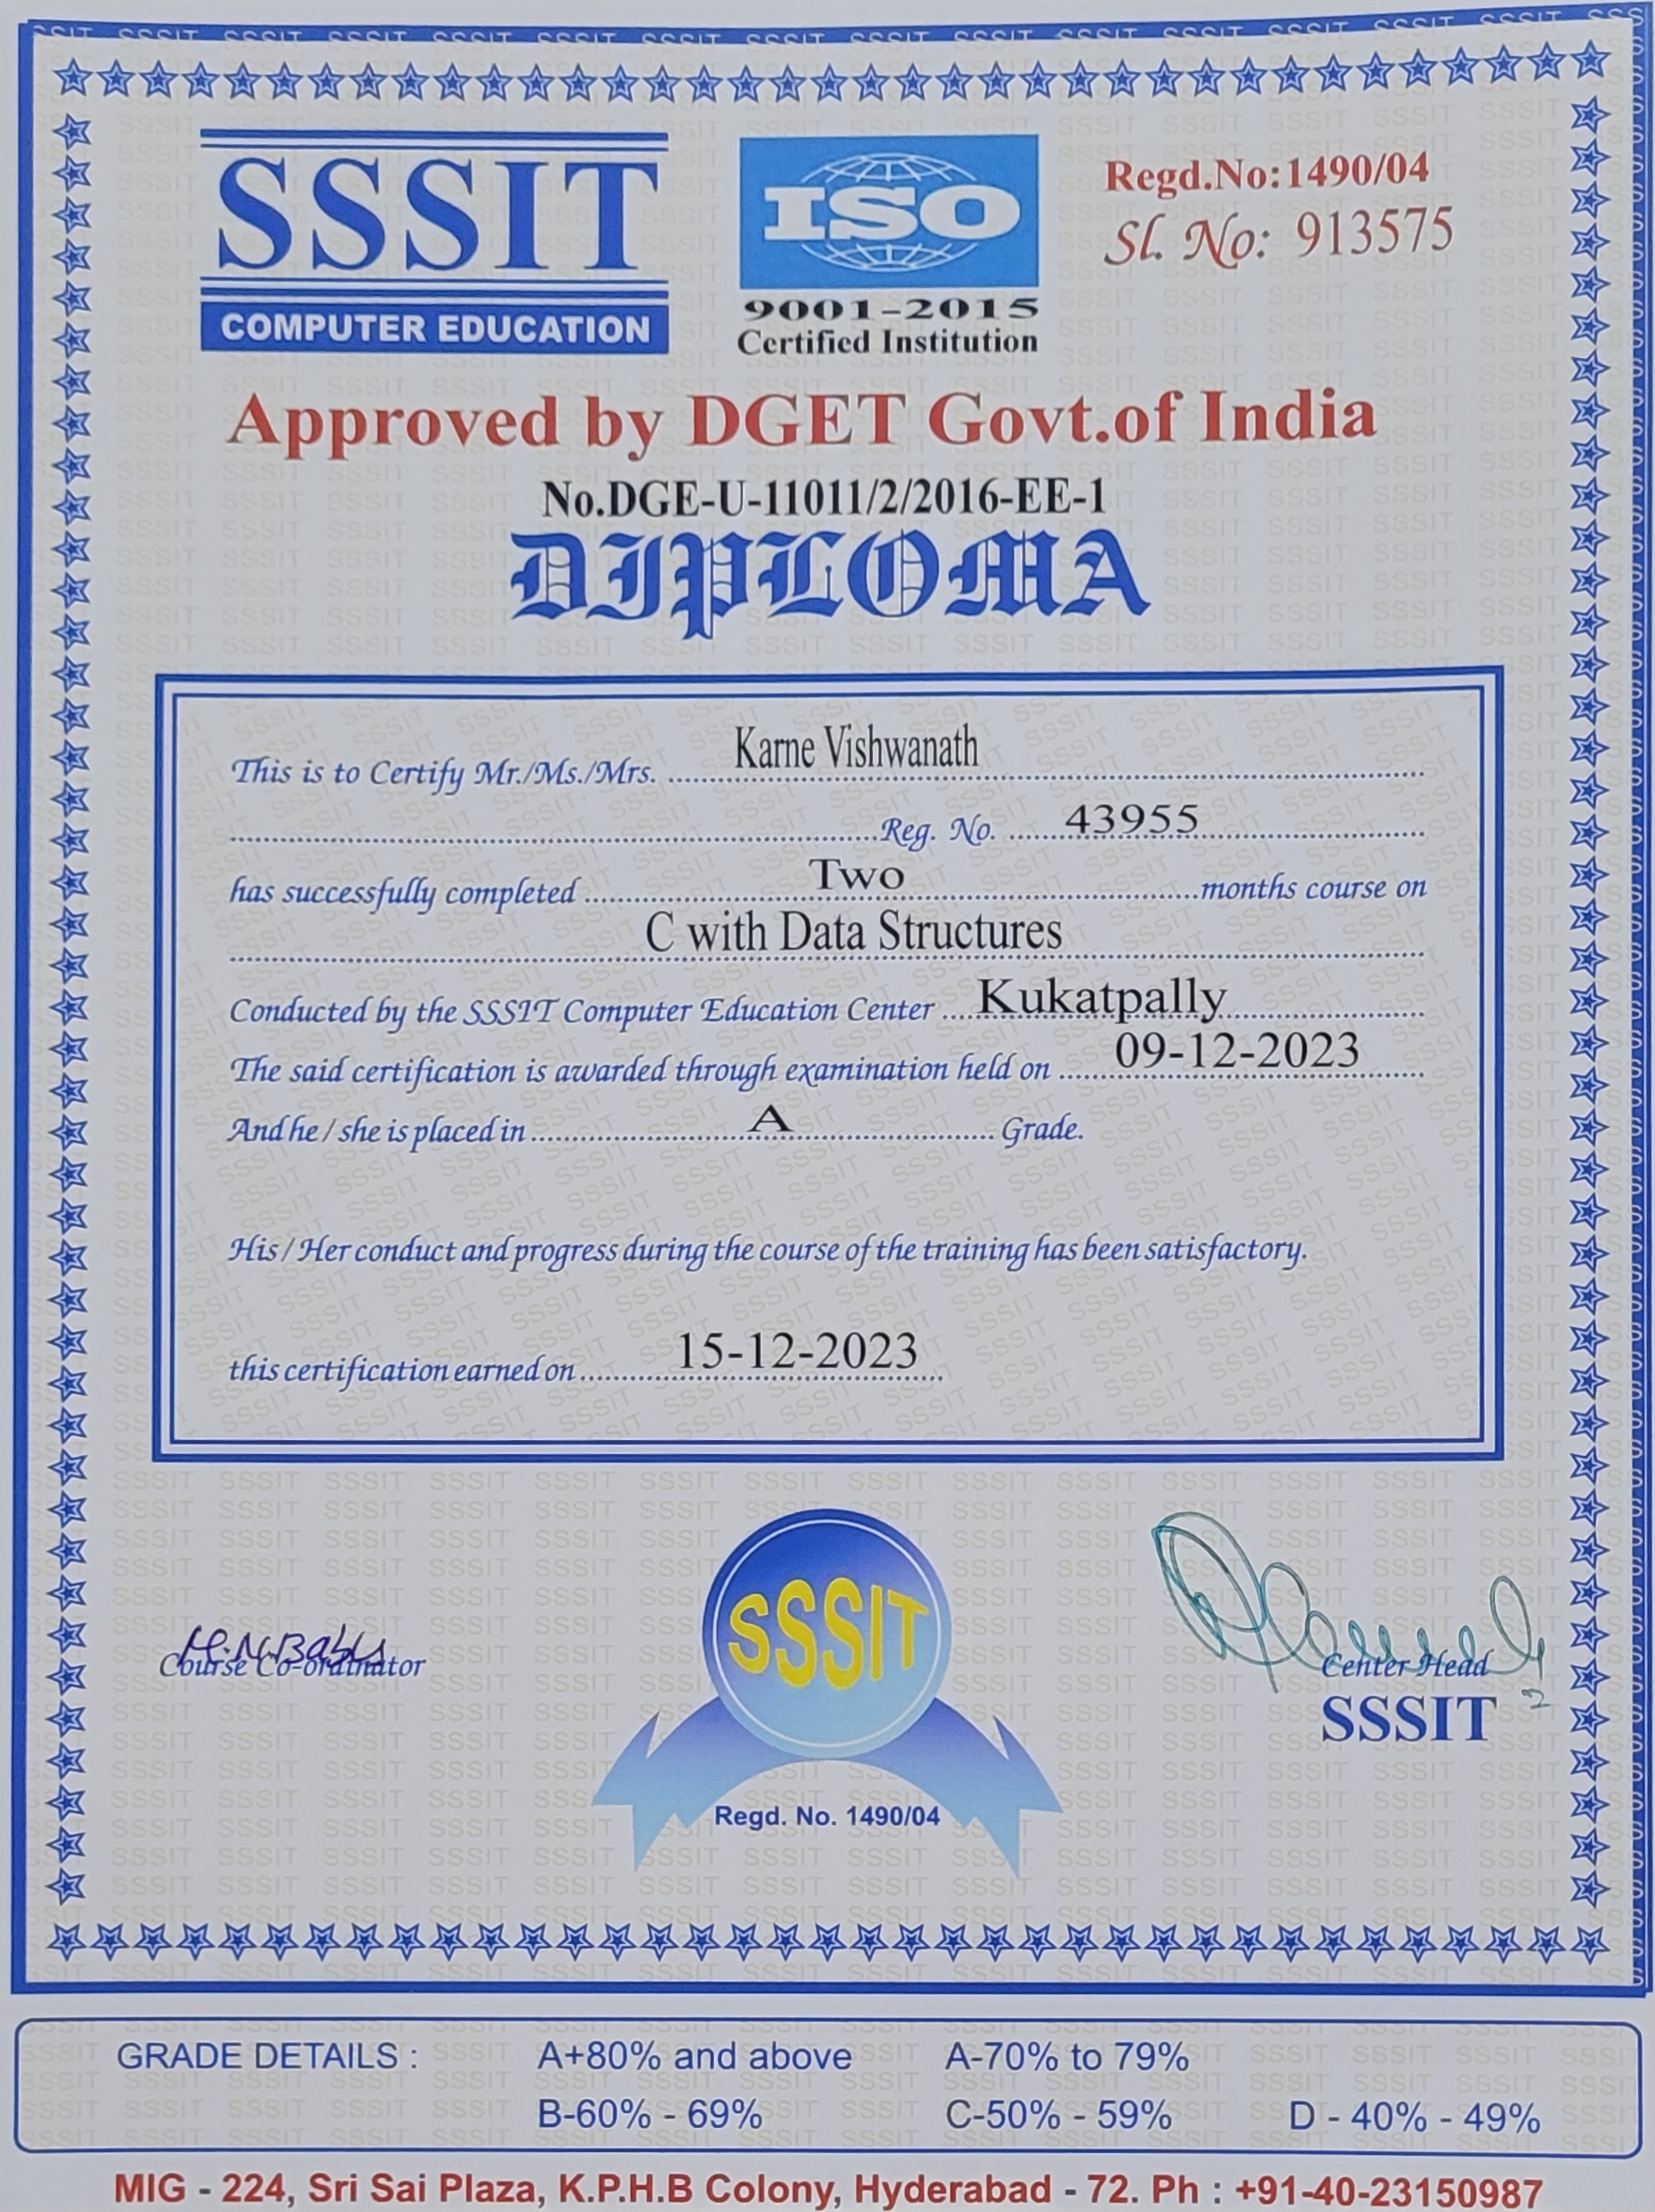 SSSIT
COMPUTER EDUCATION
ISO
9001-2015
Certified Institution
Regd.No:1490/04
Sl. No: 913575
Approved by DGET Govt.of India
No.DGE-U-11011/2/2016-EE-1
DIPLOMA
This is to Certify Mr./Ms./Mrs. Karne Vishwanath
Reg. No. 43955
has successfully completed Two months course on
C with Data Structures
Conducted by the SSSIT Computer Education Center Kukatpally
The said certification is awarded through examination held on 09-12-2023
And he / she is placed in A Grade.
His / Her conduct and progress during the course of the training has been satisfactory.
this certification earned on 15-12-2023
SSSIT
Regd. No. 1490/04
Course Co-ordinator
Center Head
SSSIT
GRADE DETAILS : A+80% and above A-70% to 79%
B-60% - 69% C-50% - 59% D - 40% - 49%
MIG - 224, Sri Sai Plaza, K.P.H.B Colony, Hyderabad - 72. Ph : +91-40-23150987